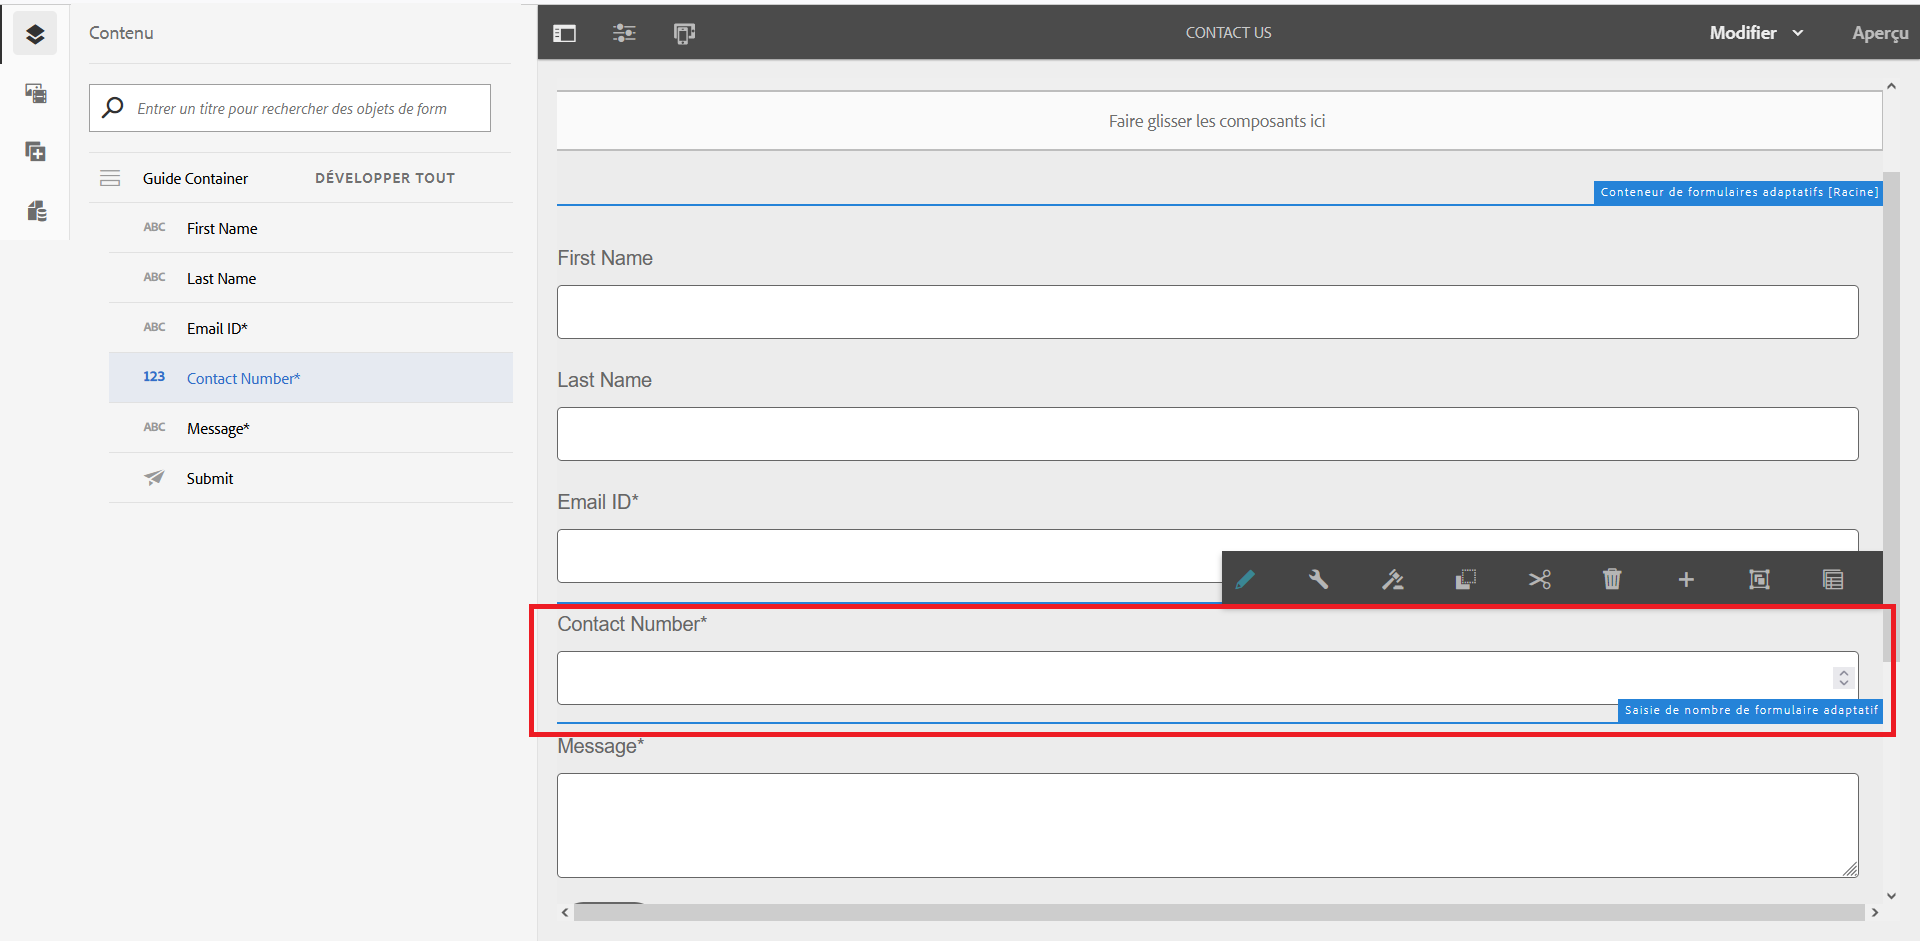 Contenu
Entrer un titre pour rechercher des objets de form
Guide Container
DÉVELOPPER TOUT
ABC First Name
ABC Last Name
ABC Email ID*
123 Contact Number*
ABC Message*
Submit
CONTACT US
Modifier
Aperçu
Faire glisser les composants ici
Conteneur de formulaires adaptatifs [Racine]
First Name
Last Name
Email ID*
Contact Number*
Saisie de nombre de formulaire adaptatif
Message*